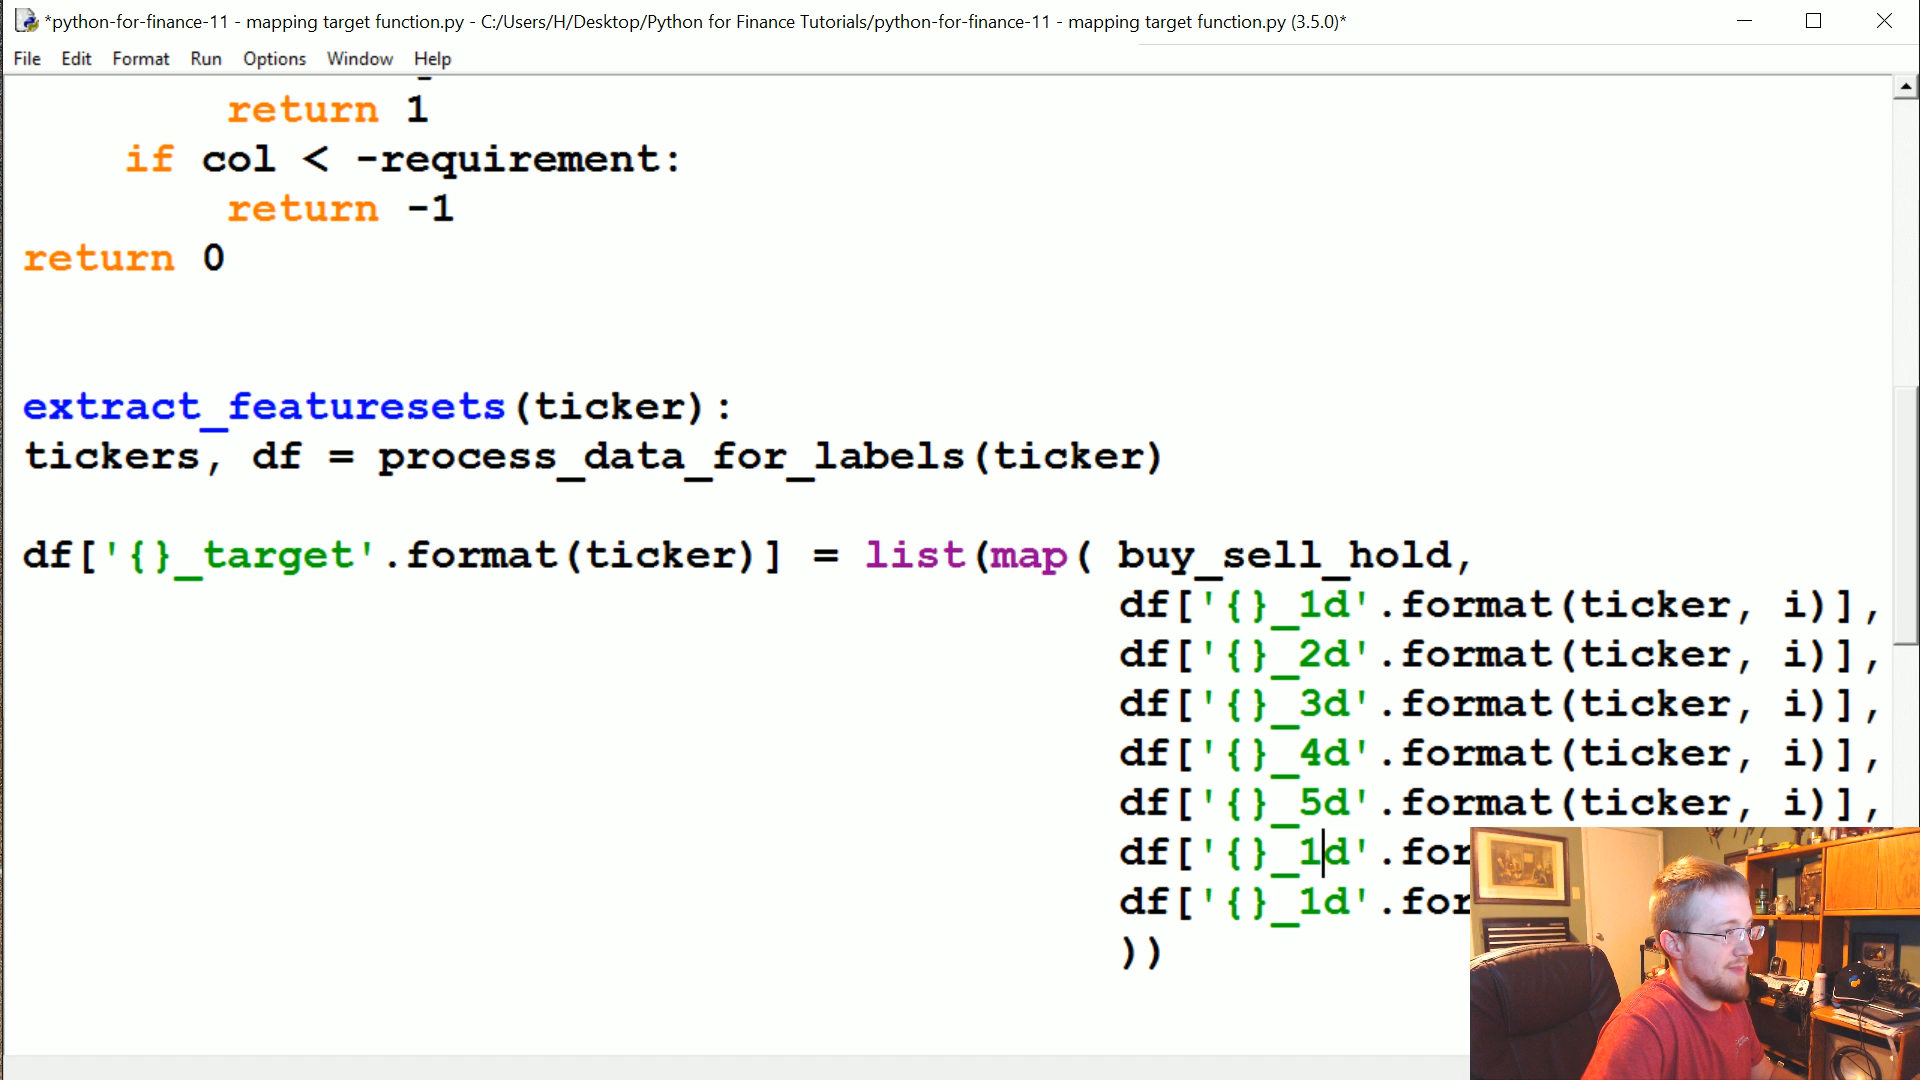 *python-for-finance-11 - mapping target function.py - C:/Users/H/Desktop/Python for Finance Tutorials/python-for-finance-11 - mapping target function.py (3.5.0)*
File Edit Format Run Options Window Help
return 1
if col < -requirement:
return -1
return 0
extract_featuresets(ticker):
tickers, df = process_data_for_labels(ticker)
df['{}_target'.format(ticker)] = list(map( buy_sell_hold,
df['{}_1d'.format(ticker, i)],
df['{}_2d'.format(ticker, i)],
df['{}_3d'.format(ticker, i)],
df['{}_4d'.format(ticker, i)],
df['{}_5d'.format(ticker, i)],
df['{}_1d'.for
df['{}_1d'.for
))